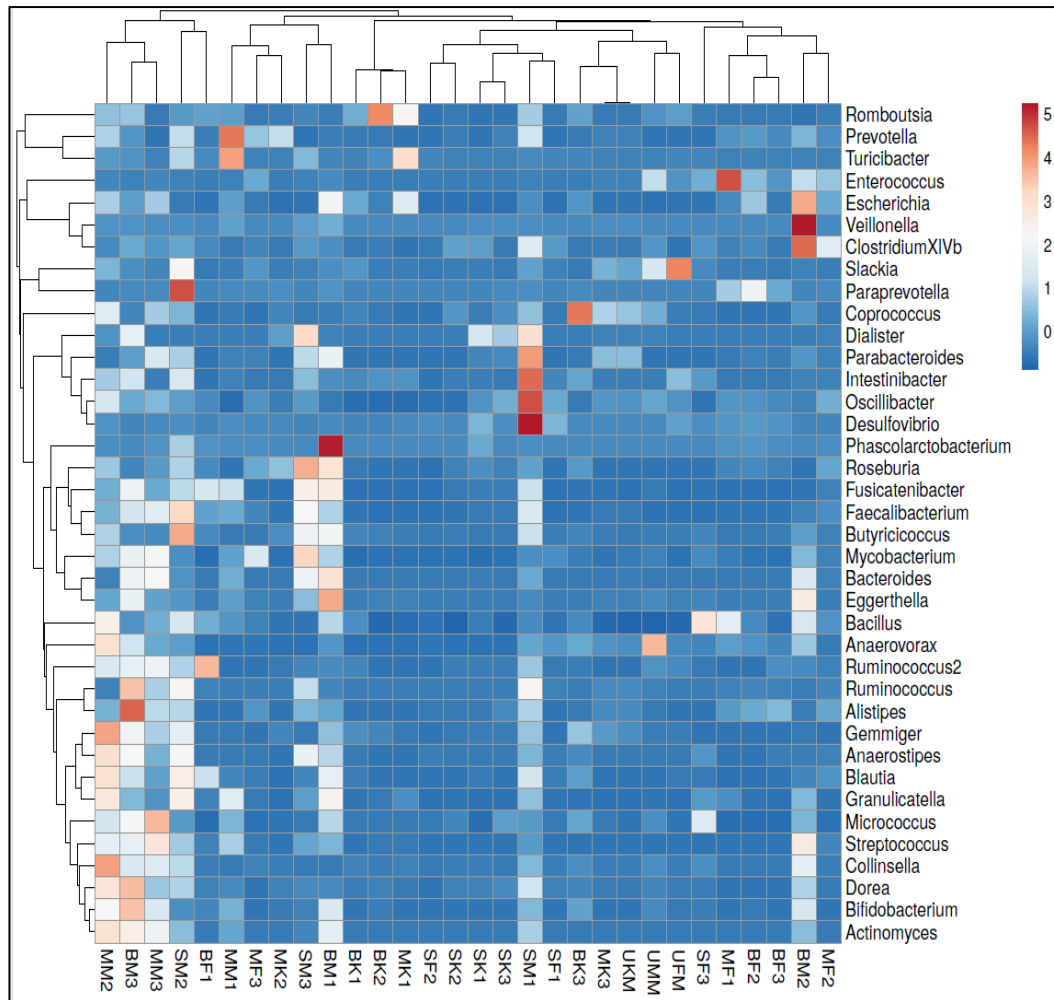 Romboutsia
Prevotella
Turicibacter
Enterococcus
Escherichia
Veillonella
ClostridiumXlVb
Slackia
Paraprevotella
Coprococcus
Dialister
Parabacteroides
Intestinibacter
Oscillibacter
Desulfovibrio
Phascolarctobacterium
Roseburia
Fusicatenibacter
Faecalibacterium
Butyricicoccus
Mycobacterium
Bacteroides
Eggerthella
Bacillus
Anaerovorax
Ruminococcus2
Ruminococcus
Alistipes
Gemmiger
Anaerostipes
Blautia
Granulicatella
Micrococcus
Streptococcus
Collinsella
Dorea
Bifidobacterium
Actinomyces
5
4
3
2
1
0
MM2 BM3 MM3 SM2 BF1 MM1 MF3 MK2 SM3 BM1 BK1 BK2 MK1 SF2 SK2 SK1 SK3 SM1 SF1 BK3 MK3 UKM UMM UFM SF3 MF1 BF2 BF3 BM2 MF2